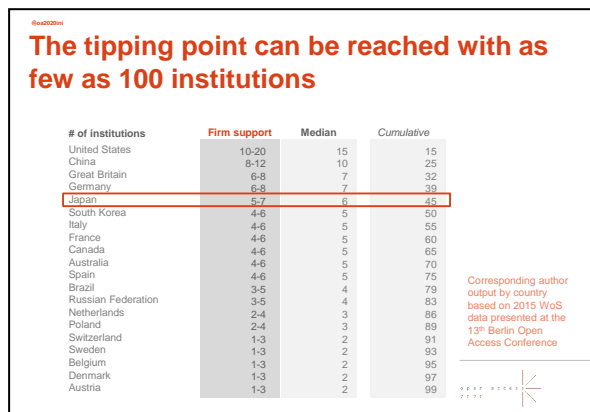 @oa2020ini
The tipping point can be reached with as
few as 100 institutions
# of institutions Firm support Median Cumulative
United States 10-20 15 15
China 8-12 10 25
Great Britain 6-8 7 32
Germany 6-8 7 39
Japan 5-7 6 45
South Korea 4-6 5 50
Italy 4-6 5 55
France 4-6 5 60
Canada 4-6 5 65
Australia 4-6 5 70
Spain 4-6 5 75
Brazil 3-5 4 79
Russian Federation 3-5 4 83
Netherlands 2-4 3 86
Poland 2-4 3 89
Switzerland 1-3 2 91
Sweden 1-3 2 93
Belgium 1-3 2 95
Denmark 1-3 2 97
Austria 1-3 2 99
Corresponding author
output by country
based on 2015 WoS
data presented at the
13th Berlin Open
Access Conference
open access